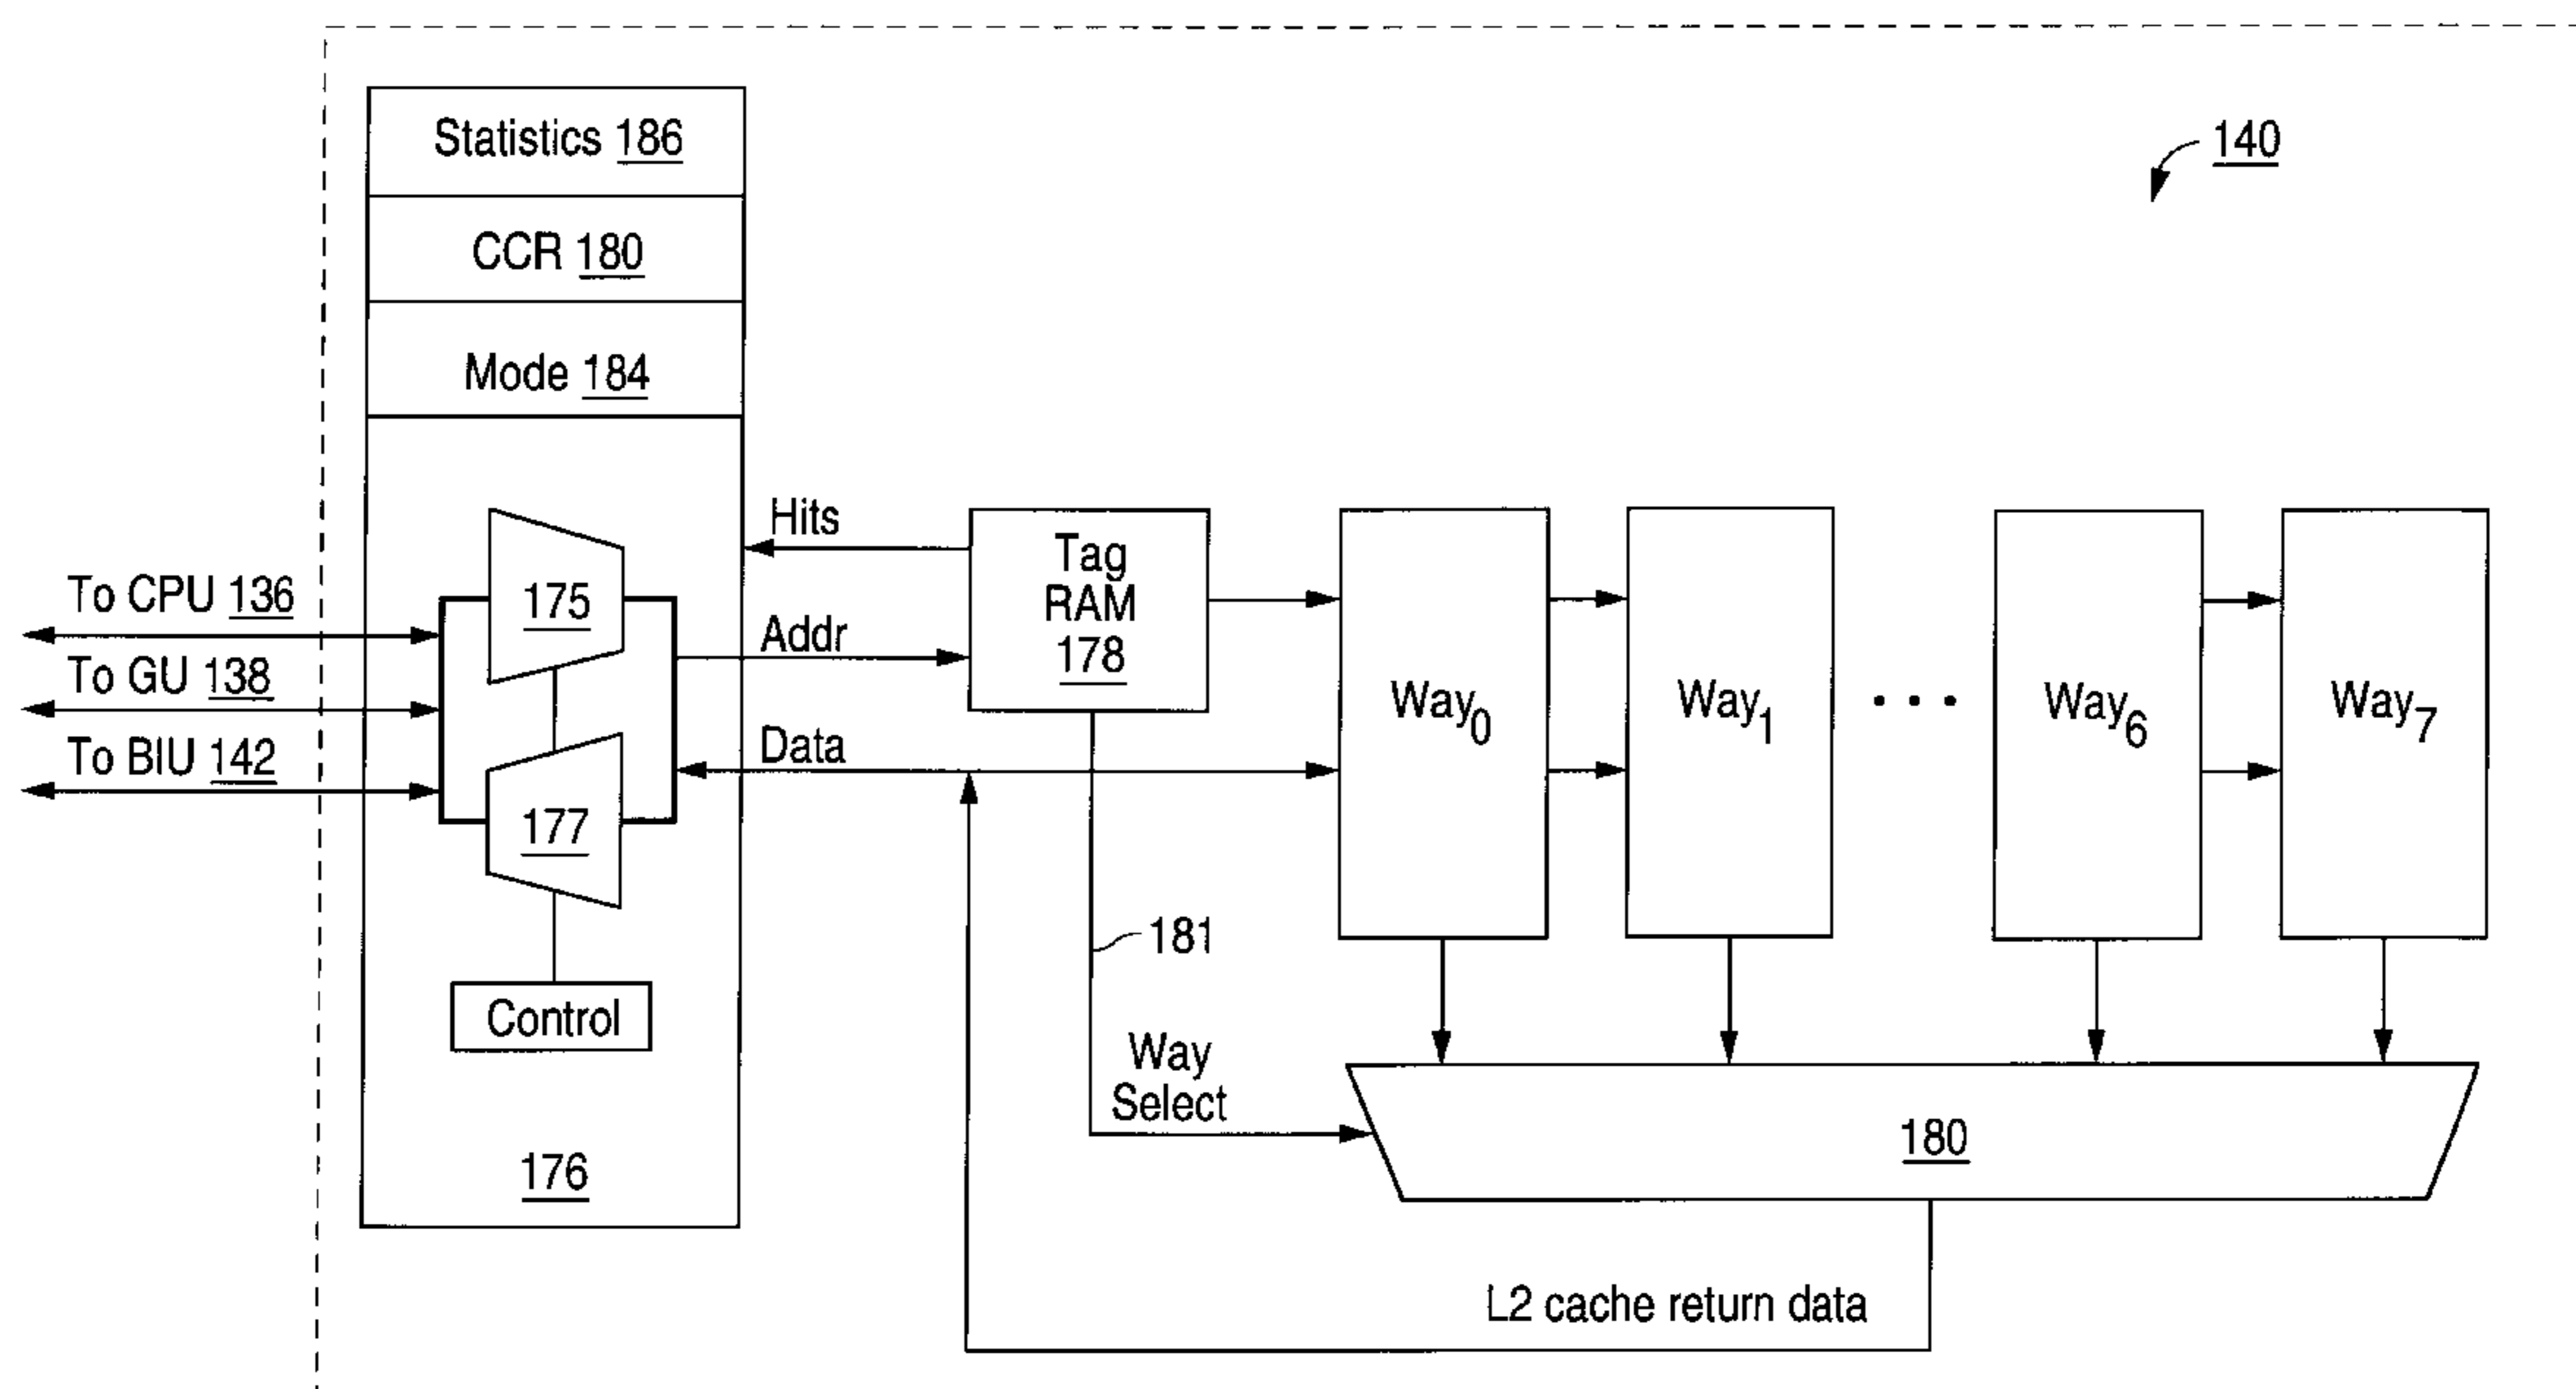 140
Statistics 186
CCR 180
Mode 184
To CPU 136
To GU 138
To BIU 142
175
177
Control
176
Hits
Addr
Data
Tag
RAM
178
Way0
Way1
• • •
Way6
Way7
181
Way
Select
180
L2 cache return data